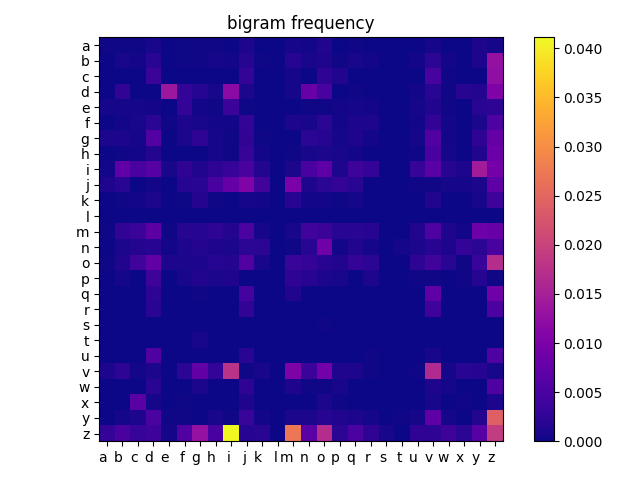 bigram frequency
a
b
c
d
e
f
g
h
i
j
k
l
m
n
o
p
q
r
s
t
u
v
w
x
y
z
a b c d e f g h i j k l m n o p q r s t u v w x y z
0.040
0.035
0.030
0.025
0.020
0.015
0.010
0.005
0.000